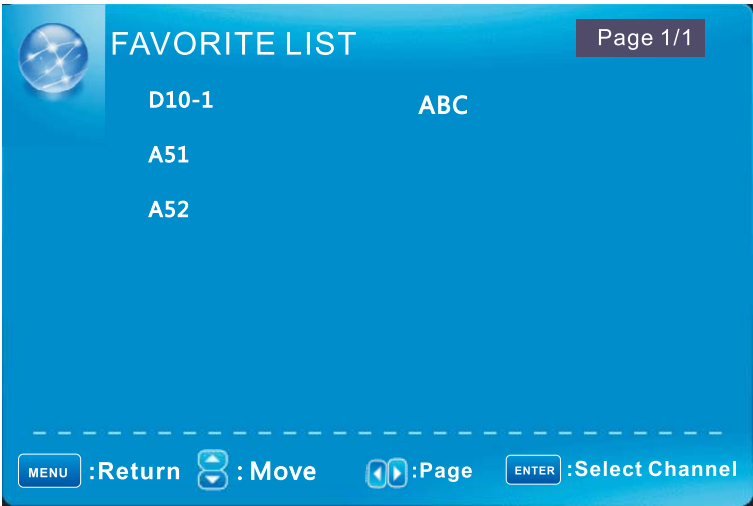 FAVORITE LIST Page 1/1
D10-1 ABC
A51
A52
MENU :Return : Move :Page ENTER :Select Channel